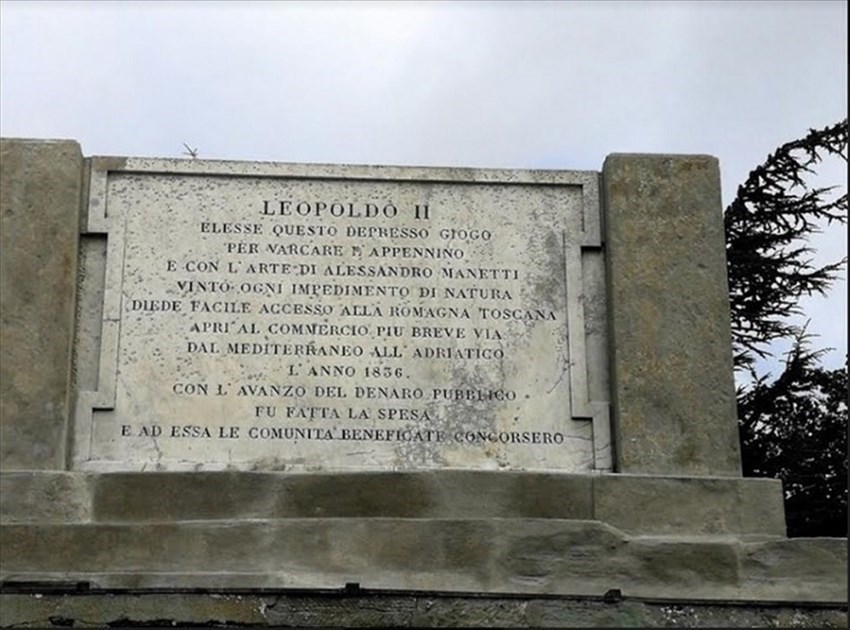 LEOPOLDO II
ELESSE QUESTO DEPRESSO GIOGO
PER VARCARE L'APPENNINO
E CON L'ARTE DI ALESSANDRO MANETTI
VINTO OGNI IMPEDIMENTO DI NATURA
DIEDE FACILE ACCESSO ALLA ROMAGNA TOSCANA
APRI AL COMMERCIO PIU BREVE VIA
DAL MEDITERRANEO ALL'ADRIATICO
L'ANNO 1836.
CON L'AVANZO DEL DENARO PUBBLICO
FU FATTA LA SPESA
E AD ESSA LE COMUNITA BENEFICATE CONCORSERO